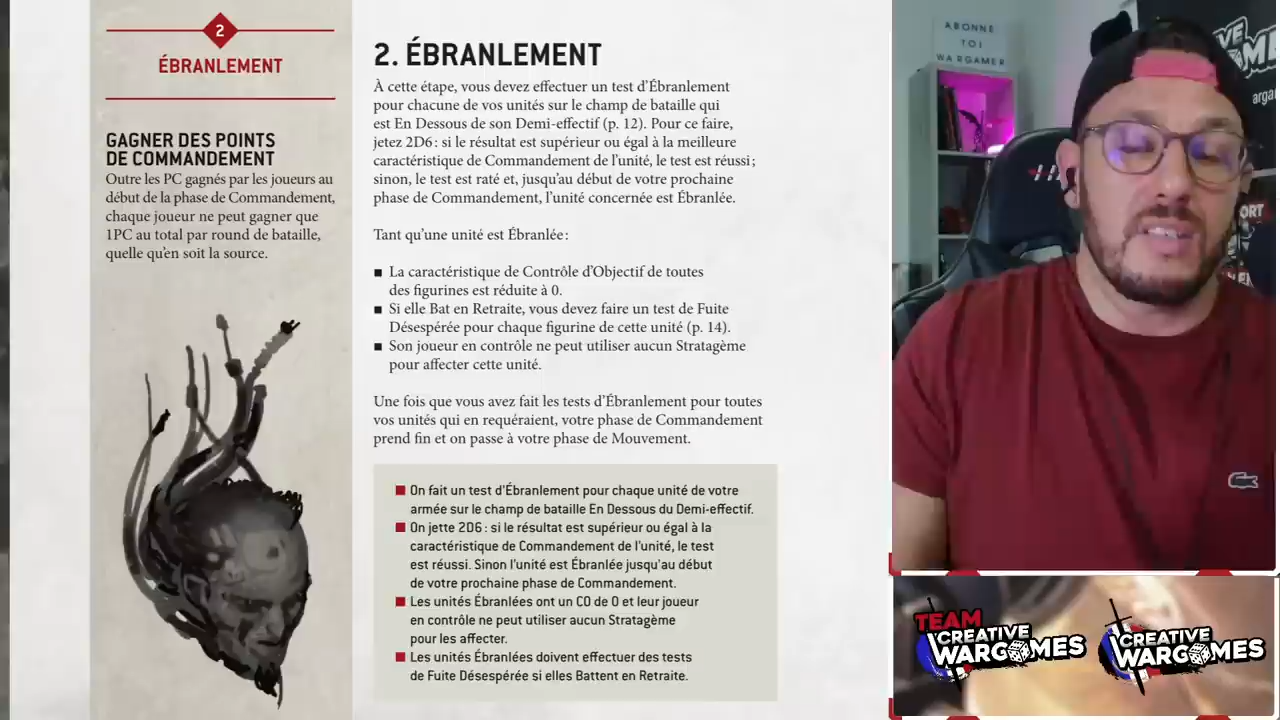 2
ÉBRANLEMENT
GAGNER DES POINTS
DE COMMANDEMENT
Outre les PC gagnés par les joueurs au
début de la phase de Commandement,
chaque joueur ne peut gagner que
1PC au total par round de bataille,
quelle qu'en soit la source.
2. ÉBRANLEMENT
À cette étape, vous devez effectuer un test d'Ébranlement
pour chacune de vos unités sur le champ de bataille qui
est En Dessous de son Demi-effectif (p. 12). Pour ce faire,
jetez 2D6 : si le résultat est supérieur ou égal à la meilleure
caractéristique de Commandement de l'unité, le test est réussi ;
sinon, le test est raté et, jusqu'au début de votre prochaine
phase de Commandement, l'unité concernée est Ébranlée.
Tant qu'une unité est Ébranlée :
■ La caractéristique de Contrôle d'Objectif de toutes
des figurines est réduite à 0.
■ Si elle Bat en Retraite, vous devez faire un test de Fuite
Désespérée pour chaque figurine de cette unité (p. 14).
■ Son joueur en contrôle ne peut utiliser aucun Stratagème
pour affecter cette unité.
Une fois que vous avez fait les tests d'Ébranlement pour toutes
vos unités qui en requéraient, votre phase de Commandement
prend fin et on passe à votre phase de Mouvement.
■ On fait un test d'Ébranlement pour chaque unité de votre
armée sur le champ de bataille En Dessous du Demi-effectif.
■ On jette 2D6 : si le résultat est supérieur ou égal à la
caractéristique de Commandement de l'unité, le test
est réussi. Sinon l'unité est Ébranlée jusqu'au début
de votre prochaine phase de Commandement.
■ Les unités Ébranlées ont un CO de 0 et leur joueur
en contrôle ne peut utiliser aucun Stratagème
pour les affecter.
■ Les unités Ébranlées doivent effectuer des tests
de Fuite Désespérée si elles Battent en Retraite.
ABONNE
TOI
WARGAMER
TEAM
CREATIVE
WARGAMES
CREATIVE
WARGAMES